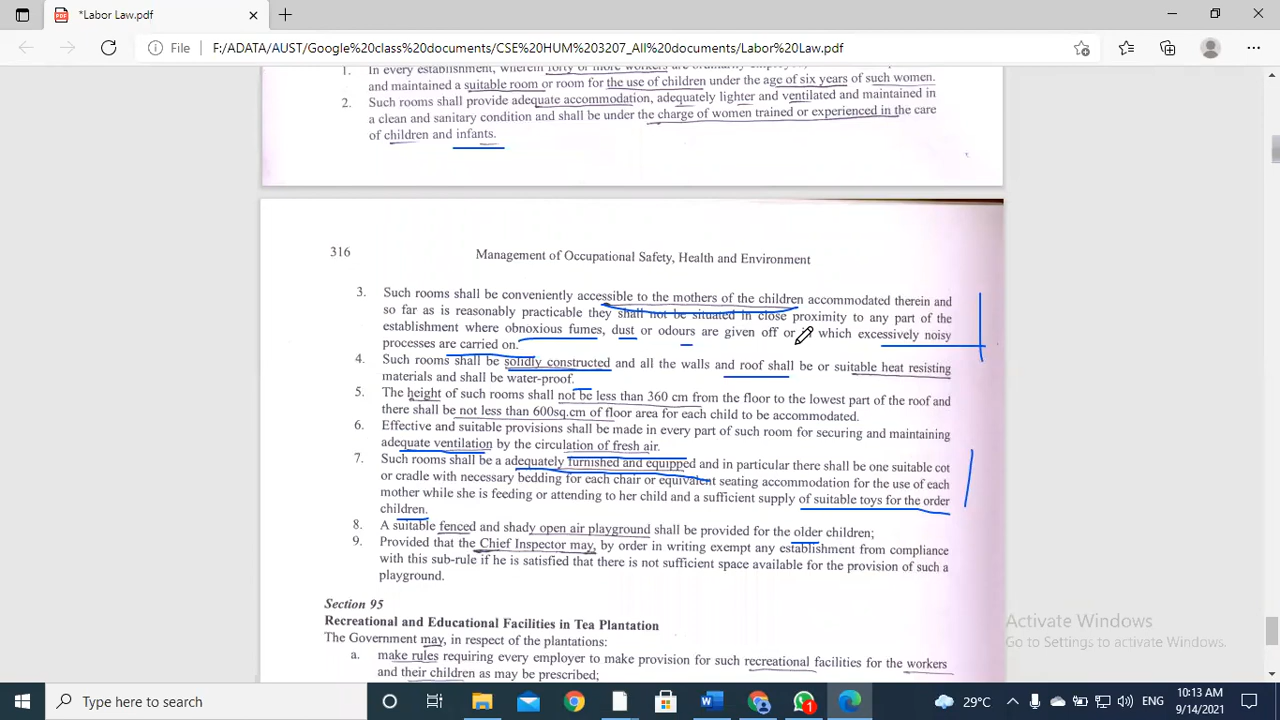 *Labor Law.pdf
File
F:/ADATA/AUST/Google%20class%20documents/CSE%20HUM%203207_All%20documents/Labor%20Law.pdf
1. In every establishment, wherein forty or more workers are ordinarily employed,
and maintained a suitable room or room for the use of children under the age of six years of such women.
2. Such rooms shall provide adequate accommodation, adequately lighter and ventilated and maintained in
a clean and sanitary condition and shall be under the charge of women trained or experienced in the care
of children and infants.
316 Management of Occupational Safety, Health and Environment
3. Such rooms shall be conveniently accessible to the mothers of the children accommodated therein and
so far as is reasonably practicable they shall not be situated in close proximity to any part of the
establishment where obnoxious fumes, dust or odours are given off or in which excessively noisy
processes are carried on.
4. Such rooms shall be solidly constructed and all the walls and roof shall be or suitable heat resisting
materials and shall be water-proof.
5. The height of such rooms shall not be less than 360 cm from the floor to the lowest part of the roof and
there shall be not less than 600sq.cm of floor area for each child to be accommodated.
6. Effective and suitable provisions shall be made in every part of such room for securing and maintaining
adequate ventilation by the circulation of fresh air.
7. Such rooms shall be a adequately furnished and equipped and in particular there shall be one suitable cot
or cradle with necessary bedding for each chair or equivalent seating accommodation for the use of each
mother while she is feeding or attending to her child and a sufficient supply of suitable toys for the order
children.
8. A suitable fenced and shady open air playground shall be provided for the older children;
9. Provided that the Chief Inspector may, by order in writing exempt any establishment from compliance
with this sub-rule if he is satisfied that there is not sufficient space available for the provision of such a
playground.
Section 95
Recreational and Educational Facilities in Tea Plantation
The Government may, in respect of the plantations:
a. make rules requiring every employer to make provision for such recreational facilities for the workers
and their children as may be prescribed;
Activate Windows
Go to Settings to activate Windows.
Type here to search
1
29°C
ENG
10:13 AM
9/14/2021